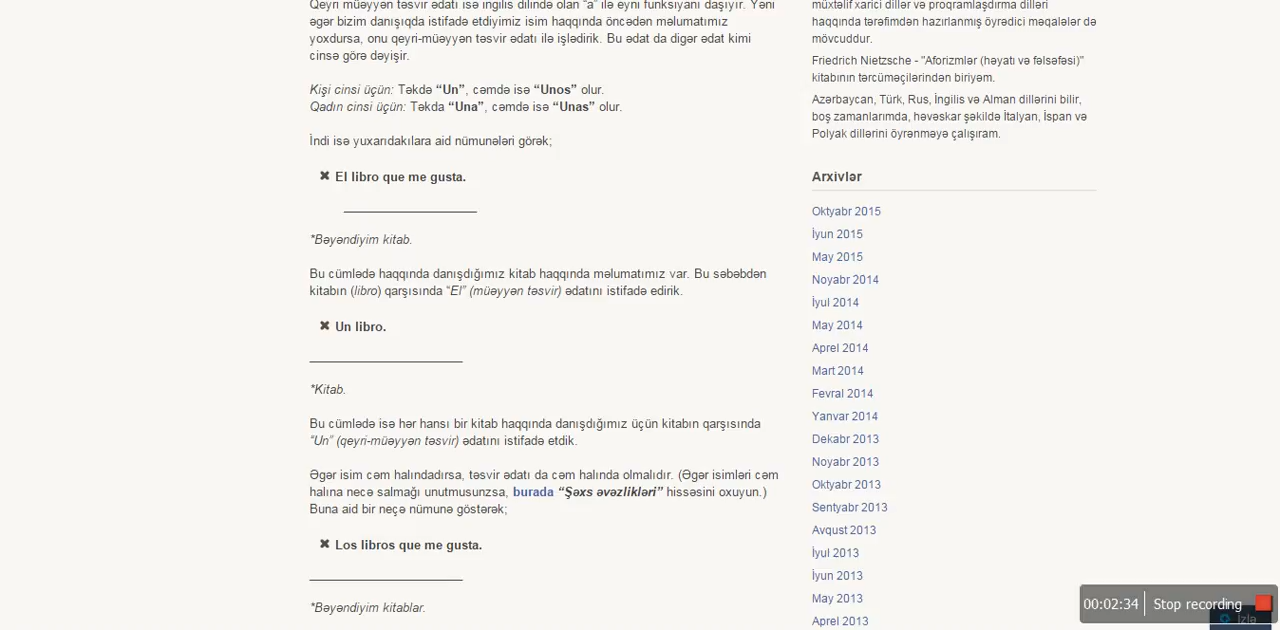 Qeyri müəyyən təsvir ədatı isə ingilis dilində olan “a” ilə eyni funksiyanı daşıyır. Yəni
əgər bizim danışıqda istifadə etdiyimiz isim haqqında öncədən məlumatımız
yoxdursa, onu qeyri-müəyyən təsvir ədatı ilə işlədirik. Bu ədat da digər ədat kimi
cinsə görə dəyişir.
Kişi cinsi üçün: Təkdə “Un”, cəmdə isə “Unos” olur.
Qadın cinsi üçün: Təkda “Una”, cəmdə isə “Unas” olur.
İndi isə yuxarıdakılara aid nümunələri görək;
✖ El libro que me gusta.
*Bəyəndiyim kitab.
Bu cümlədə haqqında danışdığımız kitab haqqında məlumatımız var. Bu səbəbdən
kitabın (libro) qarşısında “El” (müəyyən təsvir) ədatını istifadə edirik.
✖ Un libro.
*Kitab.
Bu cümlədə isə hər hansı bir kitab haqqında danışdığımız üçün kitabın qarşısında
“Un” (qeyri-müəyyən təsvir) ədatını istifadə etdik.
Əgər isim cəm halındadırsa, təsvir ədatı da cəm halında olmalıdır. (Əgər isimləri cəm
halına necə salmağı unutmusunzsa, burada “Şəxs əvəzlikləri” hissəsini oxuyun.)
Buna aid bir neçə nümunə göstərək;
✖ Los libros que me gusta.
*Bəyəndiyim kitablar.
müxtəlif xarici dillər və proqramlaşdırma dilləri
haqqında tərəfimdən hazırlanmış öyrədici məqalələr də
mövcuddur.
Friedrich Nietzsche - "Aforizmlər (həyatı və fəlsəfəsi)"
kitabının tərcüməçilərindən biriyəm.
Azərbaycan, Türk, Rus, İngilis və Alman dillərini bilir,
boş zamanlarımda, həvəskar şəkildə İtalyan, İspan və
Polyak dillərini öyrənməyə çalışıram.
Arxivlər
Oktyabr 2015
İyun 2015
May 2015
Noyabr 2014
İyul 2014
May 2014
Aprel 2014
Mart 2014
Fevral 2014
Yanvar 2014
Dekabr 2013
Noyabr 2013
Oktyabr 2013
Sentyabr 2013
Avqust 2013
İyul 2013
İyun 2013
May 2013
Aprel 2013
00:02:34 Stop recording
İzlə